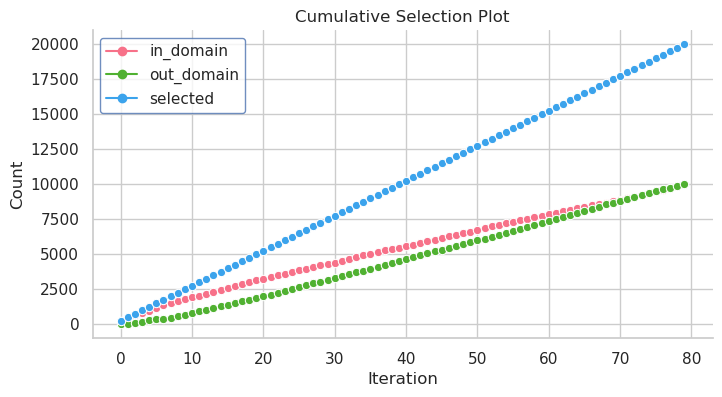 Cumulative Selection Plot
in_domain
out_domain
selected
Count
20000
17500
15000
12500
10000
7500
5000
2500
0
0 10 20 30 40 50 60 70 80
Iteration